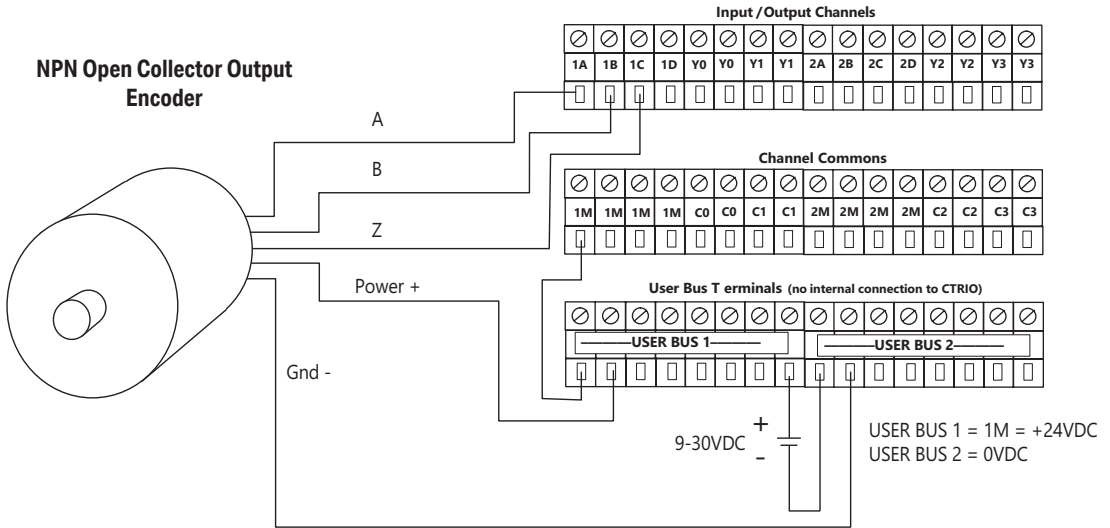 Input / Output Channels
NPN Open Collector Output
Encoder
1A 1B 1C 1D Y0 Y0 Y1 Y1 2A 2B 2C 2D Y2 Y2 Y3 Y3
A
B
Z
Power +
Gnd -
Channel Commons
1M 1M 1M 1M C0 C0 C1 C1 2M 2M 2M 2M C2 C2 C3 C3
User Bus T erminals (no internal connection to CTRIO)
USER BUS 1 USER BUS 2
9-30VDC + -
USER BUS 1 = 1M = +24VDC
USER BUS 2 = 0VDC